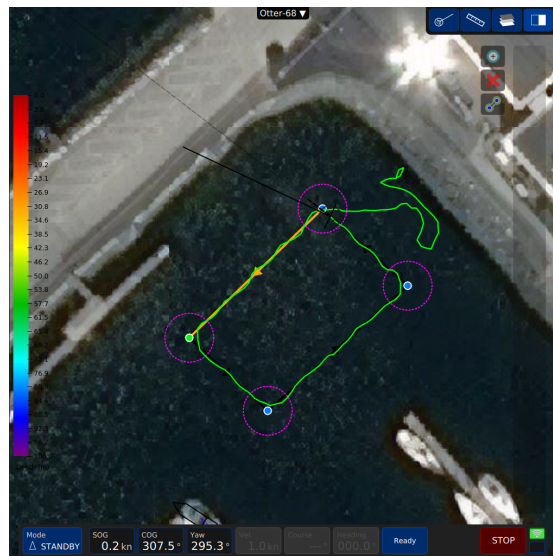 Otter-68 ▼
19.2
23.1
26.9
30.8
34.6
38.5
42.3
46.2
50.0
53.8
57.7
61.5
Mode
STANDBY
SOG
0.2 kn
COG
307.5 °
Yaw
295.3 °
Vel.
1.0 kn
Course
---°
Heading
000.0 °
Ready
STOP